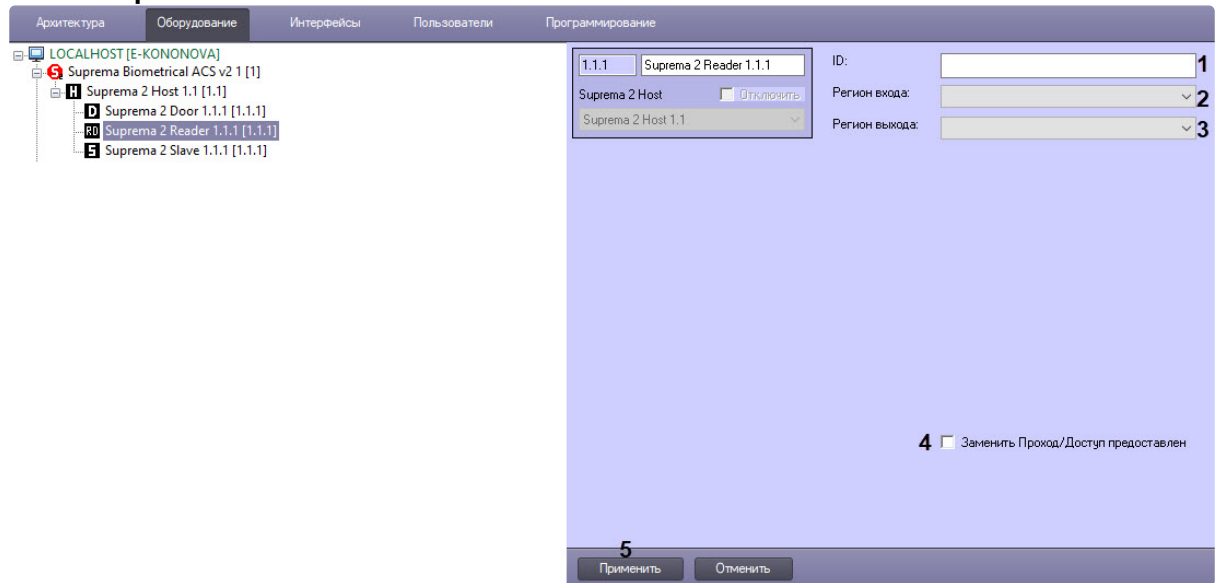 Архитектура Оборудование Интерфейсы Пользователи Программирование
LOCALHOST [E-KONONOVA]
Suprema Biometrical ACS v2 1 [1]
Suprema 2 Host 1.1 [1.1]
Suprema 2 Door 1.1.1 [1.1.1]
Suprema 2 Reader 1.1.1 [1.1.1]
Suprema 2 Slave 1.1.1 [1.1.1]
1.1.1 Suprema 2 Reader 1.1.1
Suprema 2 Host Отключить
Suprema 2 Host 1.1
ID: 1
Регион входа: 2
Регион выхода: 3
4 Заменить Проход/Доступ предоставлен
5
Применить Отменить